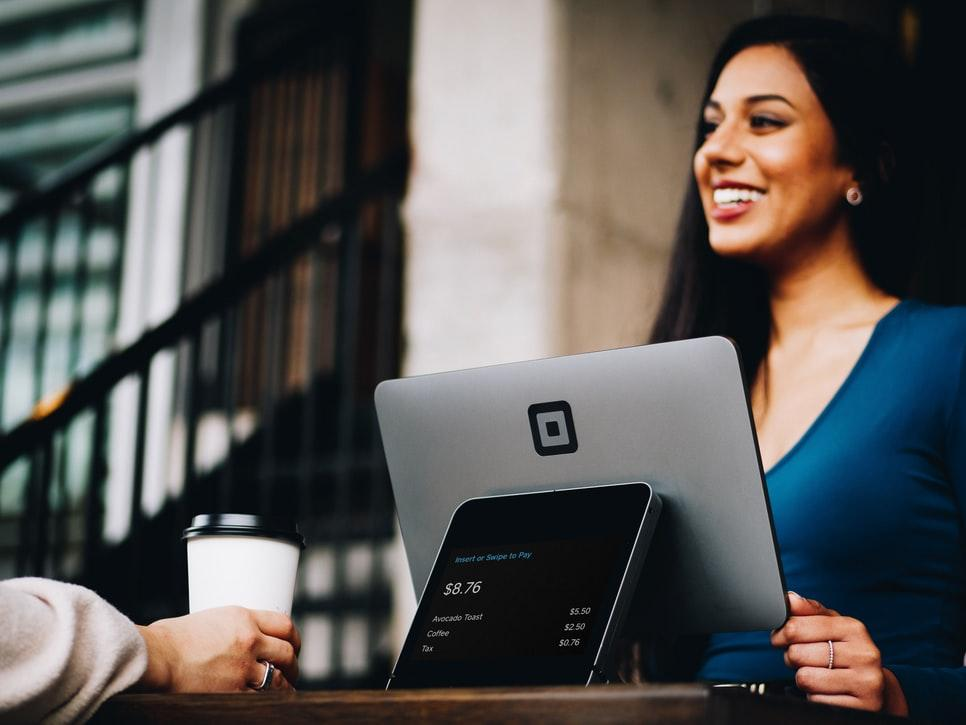 Insert or Swipe to Pay
$8.76
Avocado Toast $5.50
Coffee $2.50
Tax $0.76